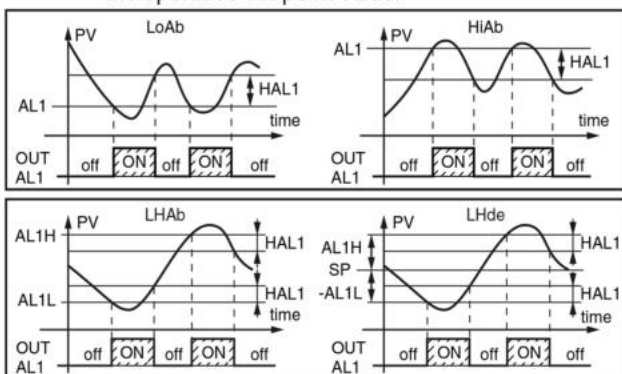 LoAb
PV
AL1
HAL1
time
OUT
AL1
off ON off ON off
HiAb
PV
AL1
HAL1
time
OUT
AL1
off ON off ON off
LHAb
PV
AL1H
HAL1
AL1L
HAL1
time
OUT
AL1
off ON off ON off
LHde
PV
AL1H
SP
-AL1L
HAL1
HAL1
time
OUT
AL1
off ON off ON off